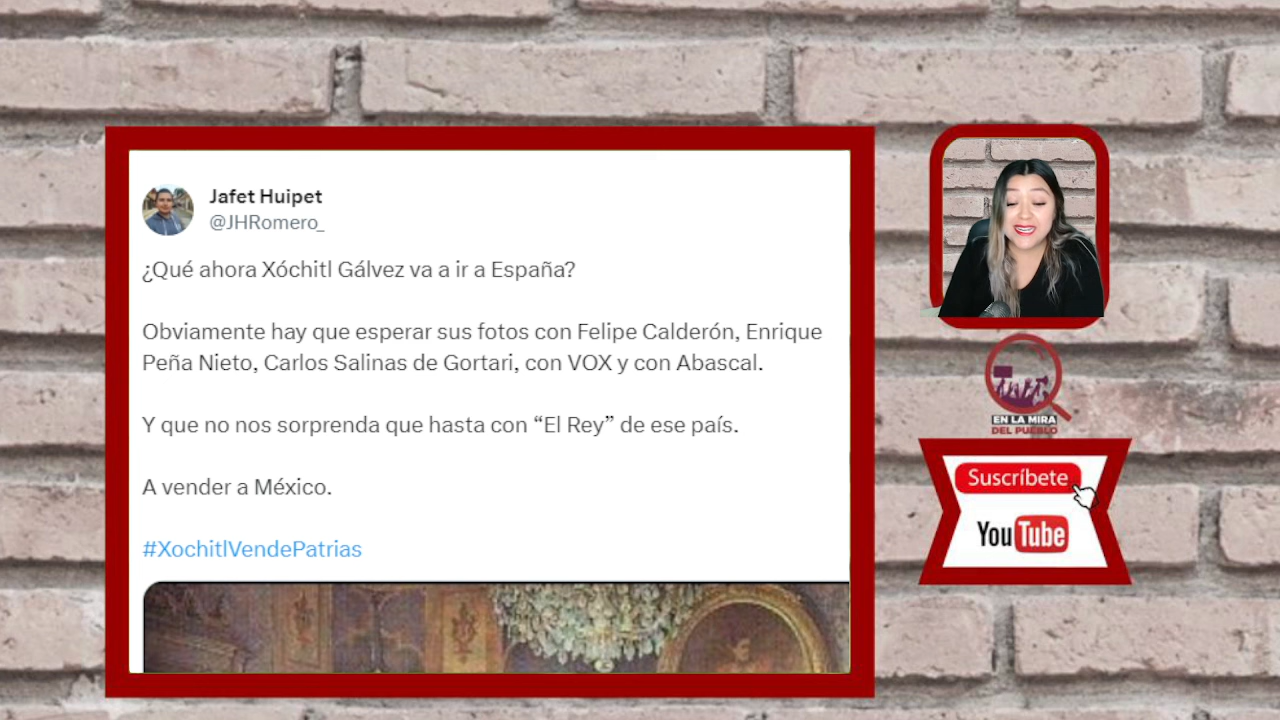 Jafet Huipet
@JHRomero_
¿Qué ahora Xóchitl Gálvez va a ir a España?
Obviamente hay que esperar sus fotos con Felipe Calderón, Enrique
Peña Nieto, Carlos Salinas de Gortari, con VOX y con Abascal.
Y que no nos sorprenda que hasta con “El Rey” de ese país.
A vender a México.
#XochitlVendePatrias
EN LA MIRA
DEL PUEBLO
Suscríbete
YouTube